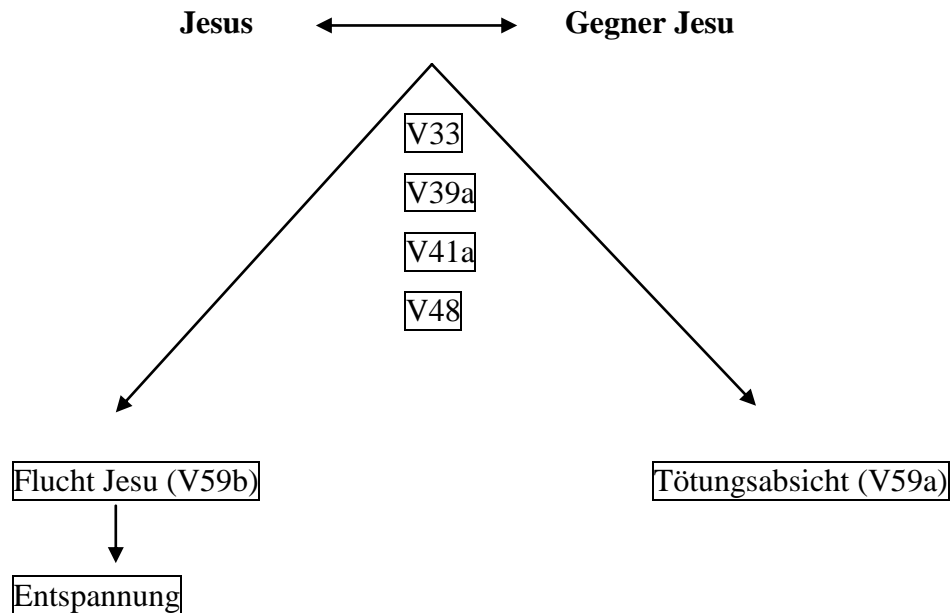 Jesus Gegner Jesu
V33
V39a
V41a
V48
Flucht Jesu (V59b) Tötungsabsicht (V59a)
Entspannung